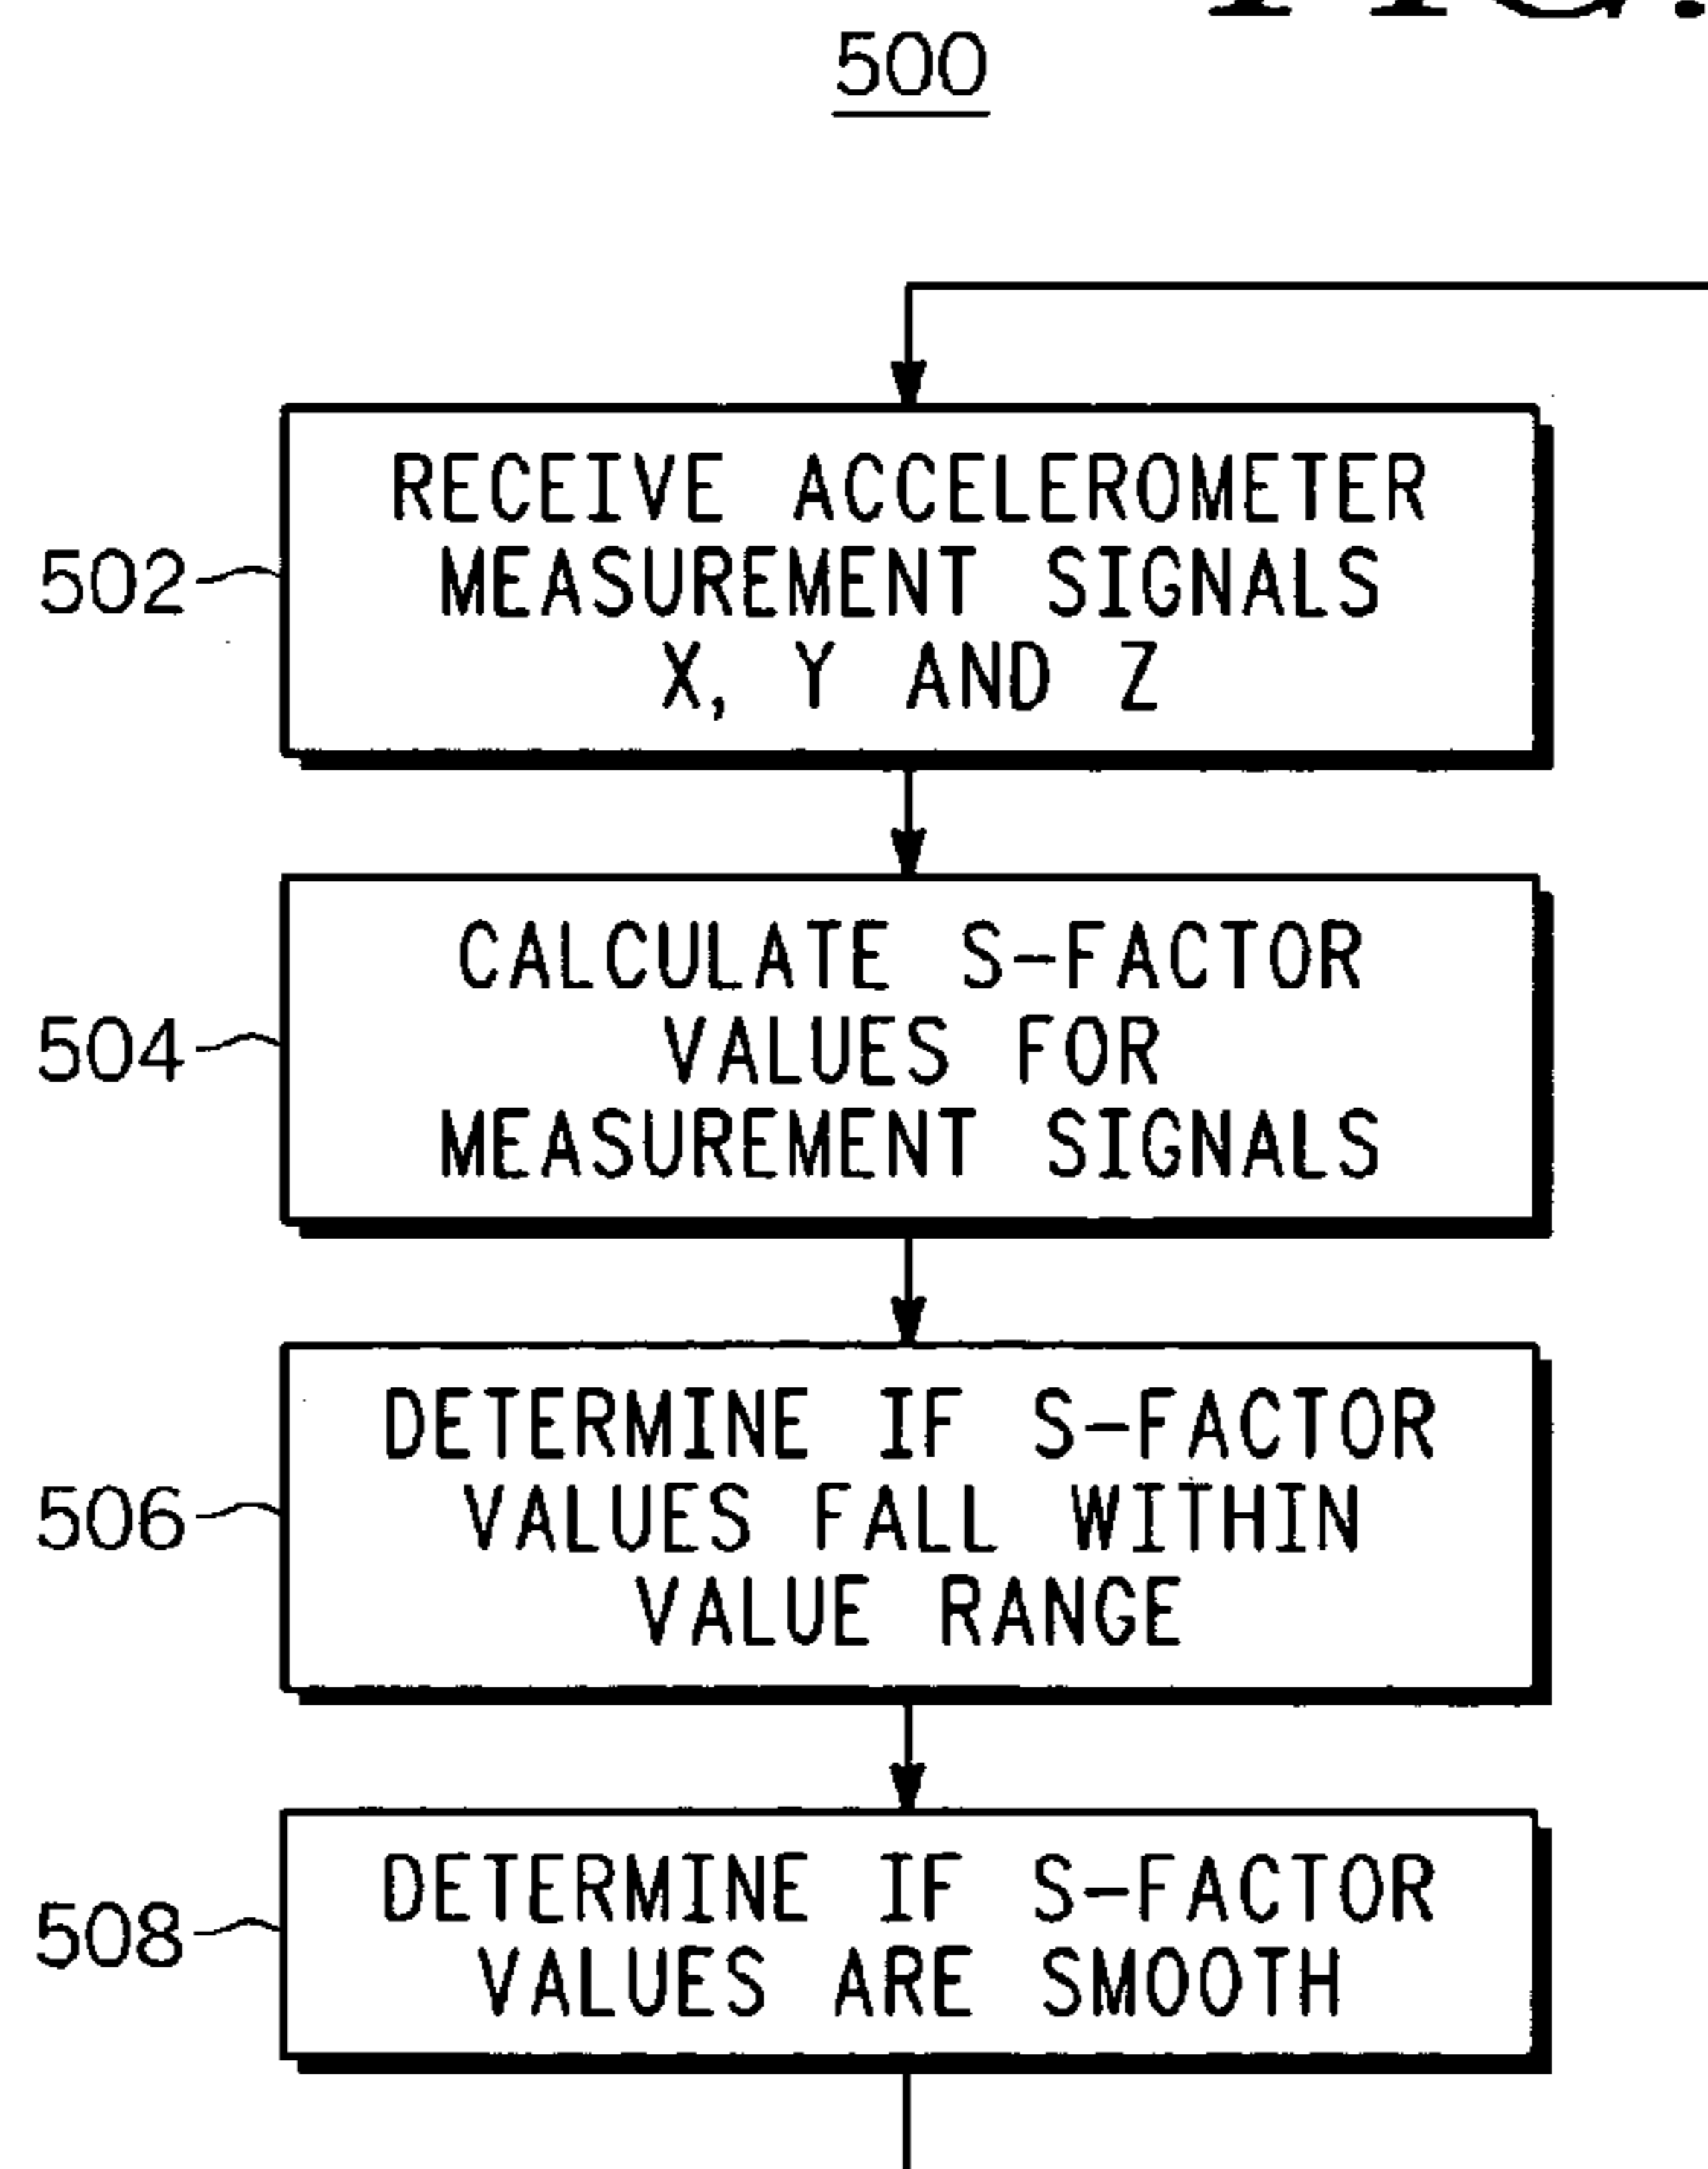 FIG.
500
RECEIVE ACCELEROMETER
MEASUREMENT SIGNALS
X, Y AND Z
502
CALCULATE S-FACTOR
VALUES FOR
MEASUREMENT SIGNALS
504
DETERMINE IF S-FACTOR
VALUES FALL WITHIN
VALUE RANGE
506
DETERMINE IF S-FACTOR
VALUES ARE SMOOTH
508